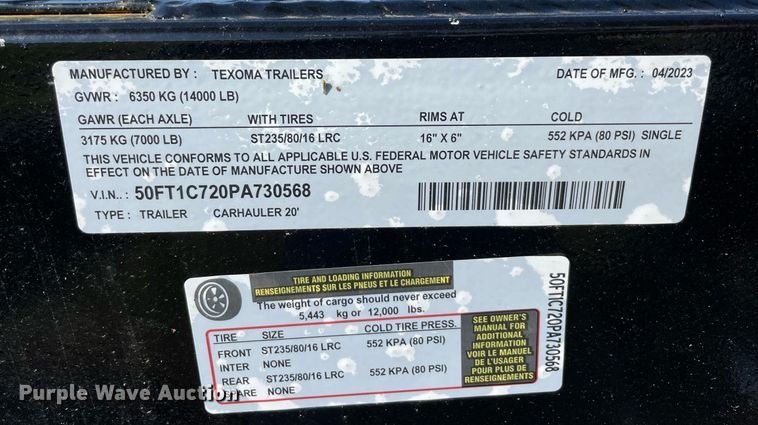 MANUFACTURED BY : TEXOMA TRAILERS DATE OF MFG. : 04/2023
GVWR : 6350 KG (14000 LB)
GAWR (EACH AXLE) WITH TIRES RIMS AT COLD
3175 KG (7000 LB) ST235/80/16 LRC 16" X 6" 552 KPA (80 PSI) SINGLE
THIS VEHICLE CONFORMS TO ALL APPLICABLE U.S. FEDERAL MOTOR VEHICLE SAFETY STANDARDS IN
EFFECT ON THE DATE OF MANUFACTURE SHOWN ABOVE
V.I.N.. : 50FT1C720PA730568
TYPE : TRAILER CARHAULER 20'
TIRE AND LOADING INFORMATION
RENSEIGNEMENTS SUR LES PNEUS ET LE CHARGEMENT
The weight of cargo should never exceed
5,443 kg or 12,000 lbs.
TIRE SIZE COLD TIRE PRESS.
FRONT ST235/80/16 LRC 552 KPA (80 PSI)
INTER NONE
REAR ST235/80/16 LRC 552 KPA (80 PSI)
SPARE NONE
SEE OWNER'S
MANUAL FOR
ADDITIONAL
INFORMATION
VOIR LE MANUEL
DE L'USAGER
POUR PLUS DE
RENSEIGNEMENTS
50FT1C720PA730568
Purple Wave Auction